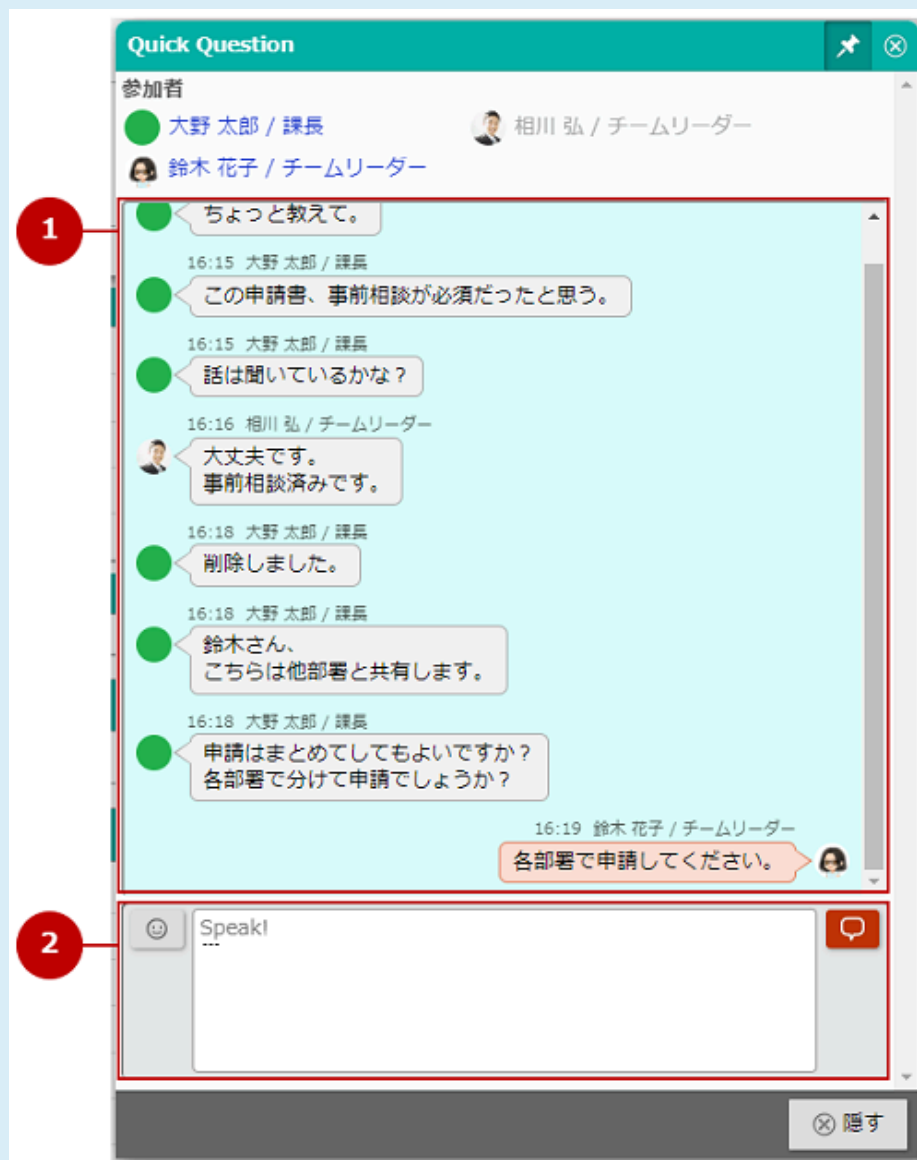 Quick Question
参加者
大野 太郎 / 課長
相川 弘 / チームリーダー
鈴木 花子 / チームリーダー
1
ちょっと教えて。
16:15 大野 太郎 / 課長
この申請書、事前相談が必須だったと思う。
16:15 大野 太郎 / 課長
話は聞いているかな？
16:16 相川 弘 / チームリーダー
大丈夫です。
事前相談済みです。
16:18 大野 太郎 / 課長
削除しました。
16:18 大野 太郎 / 課長
鈴木さん、
こちらは他部署と共有します。
16:18 大野 太郎 / 課長
申請はまとめてしてもよいですか？
各部署で分けて申請でしょうか？
16:19 鈴木 花子 / チームリーダー
各部署で申請してください。
2
Speak!
隠す